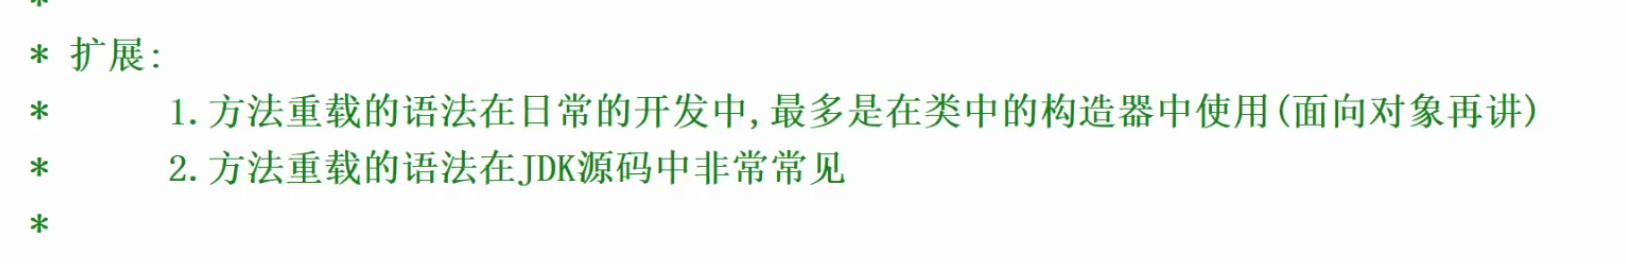 *
* 扩展:
* 1.方法重载的语法在日常的开发中,最多是在类中的构造器中使用(面向对象再讲)
* 2.方法重载的语法在JDK源码中非常常见
*